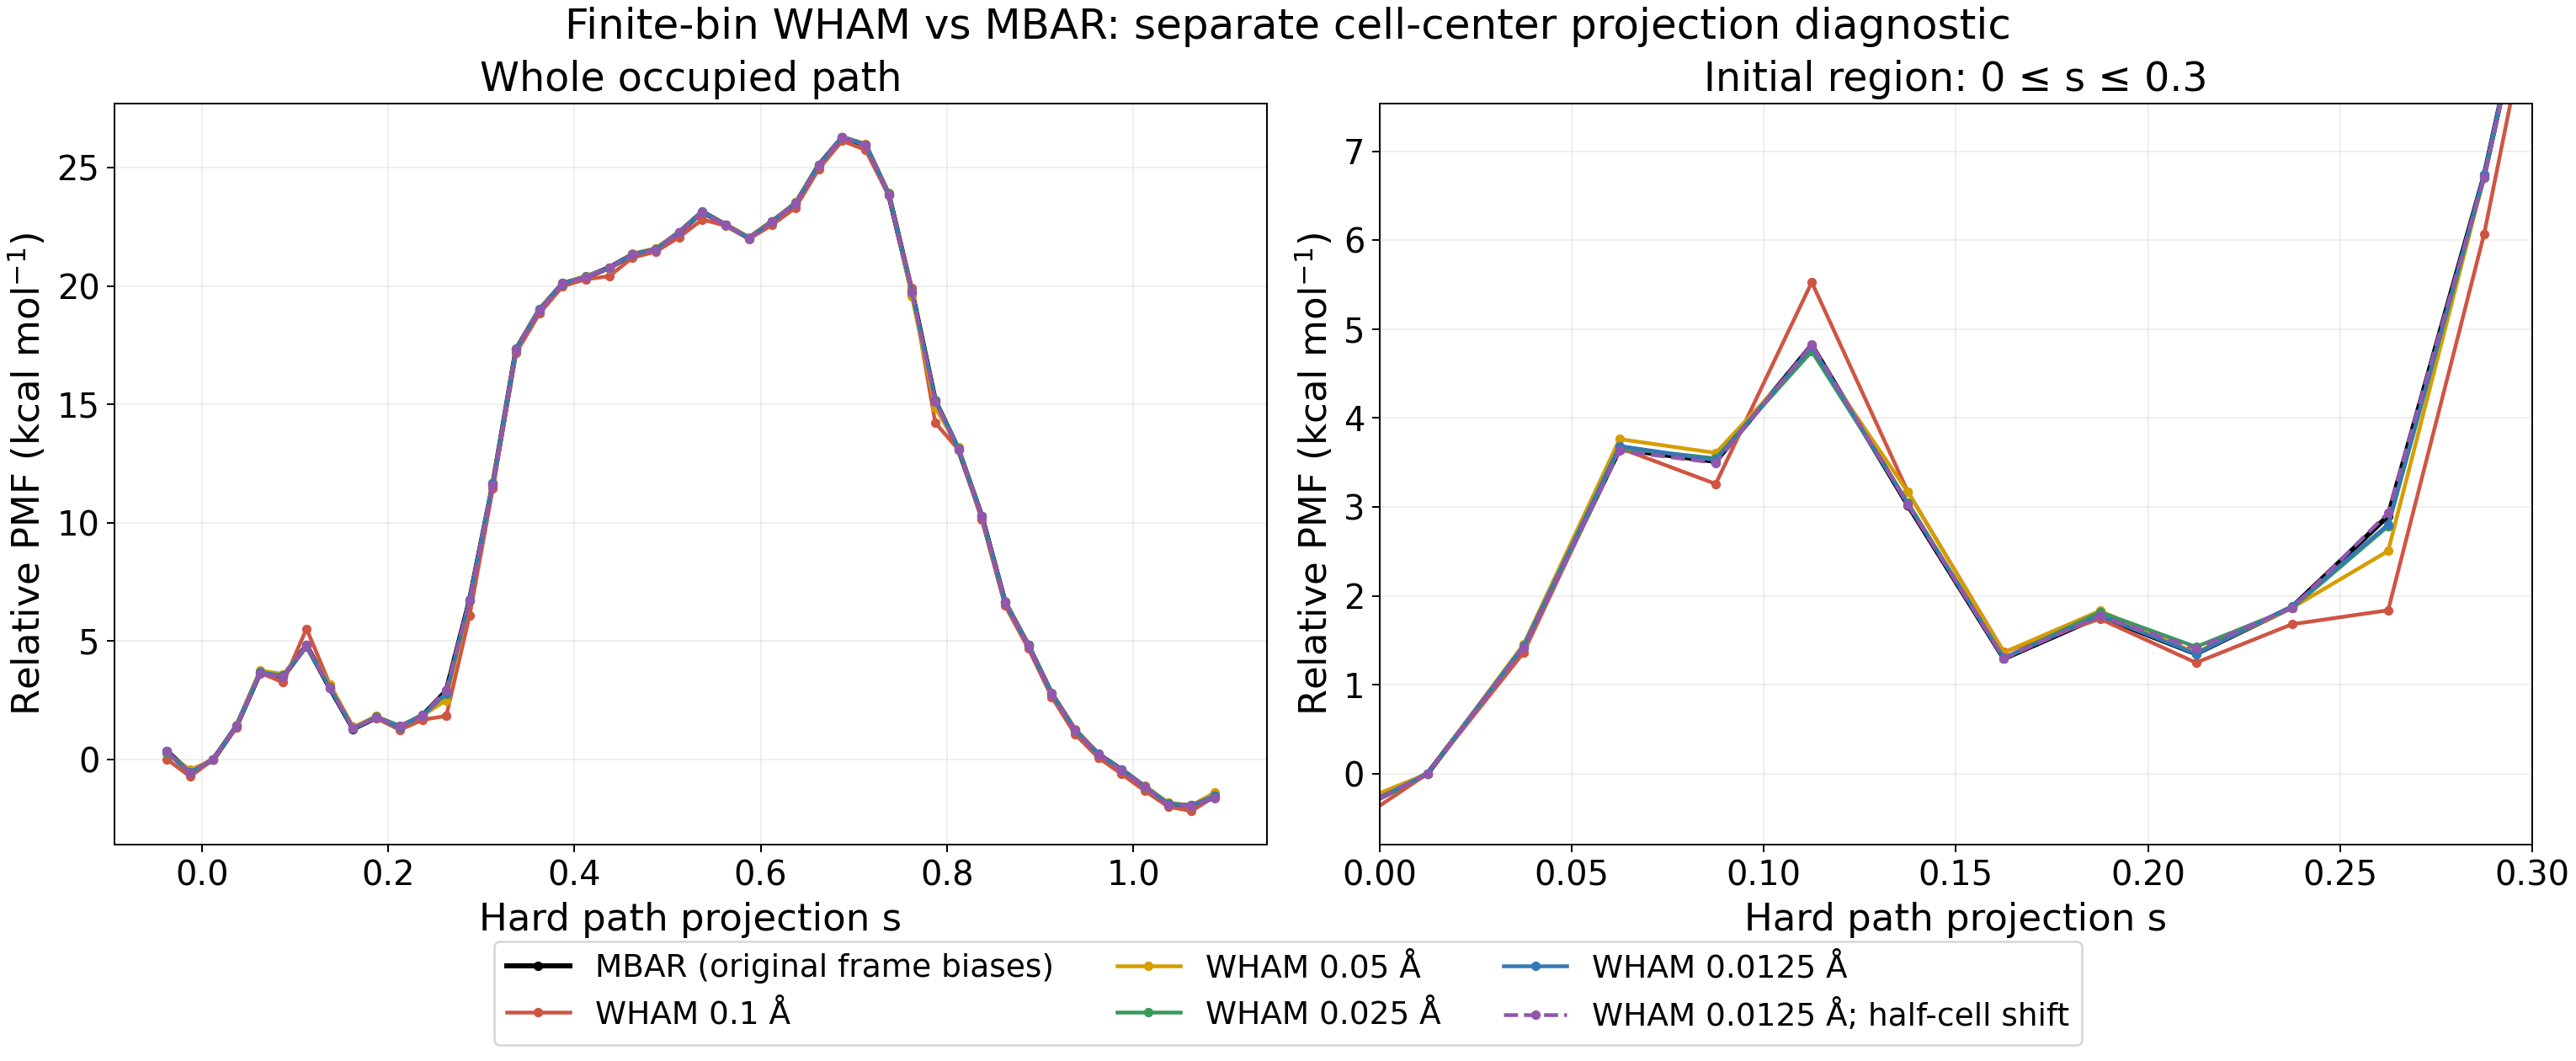 Finite-bin WHAM vs MBAR: separate cell-center projection diagnostic
Whole occupied path
Relative PMF (kcal mol⁻¹)
25
20
15
10
5
0
0.0 0.2 0.4 0.6 0.8 1.0
Hard path projection s
Initial region: 0 ≤ s ≤ 0.3
Relative PMF (kcal mol⁻¹)
7
6
5
4
3
2
1
0
0.00 0.05 0.10 0.15 0.20 0.25 0.30
Hard path projection s
MBAR (original frame biases)
WHAM 0.1 Å
WHAM 0.05 Å
WHAM 0.025 Å
WHAM 0.0125 Å
WHAM 0.0125 Å; half-cell shift